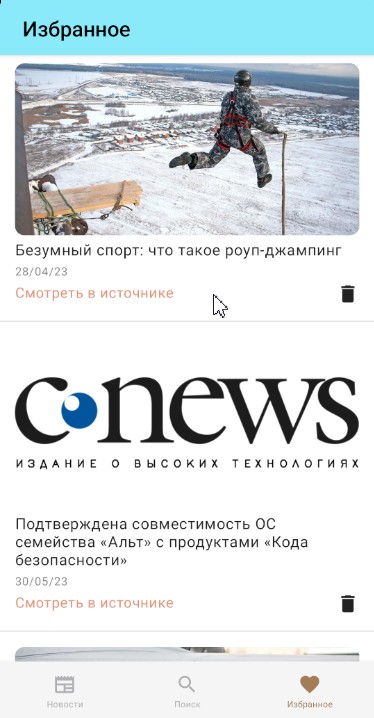 Избранное
Безумный спорт: что такое роуп-джампинг
28/04/23
Смотреть в источнике
c·news
ИЗДАНИЕ О ВЫСОКИХ ТЕХНОЛОГИЯХ
Подтверждена совместимость ОС
семейства «Альт» с продуктами «Кода
безопасности»
30/05/23
Смотреть в источнике
Новости
Поиск
Избранное